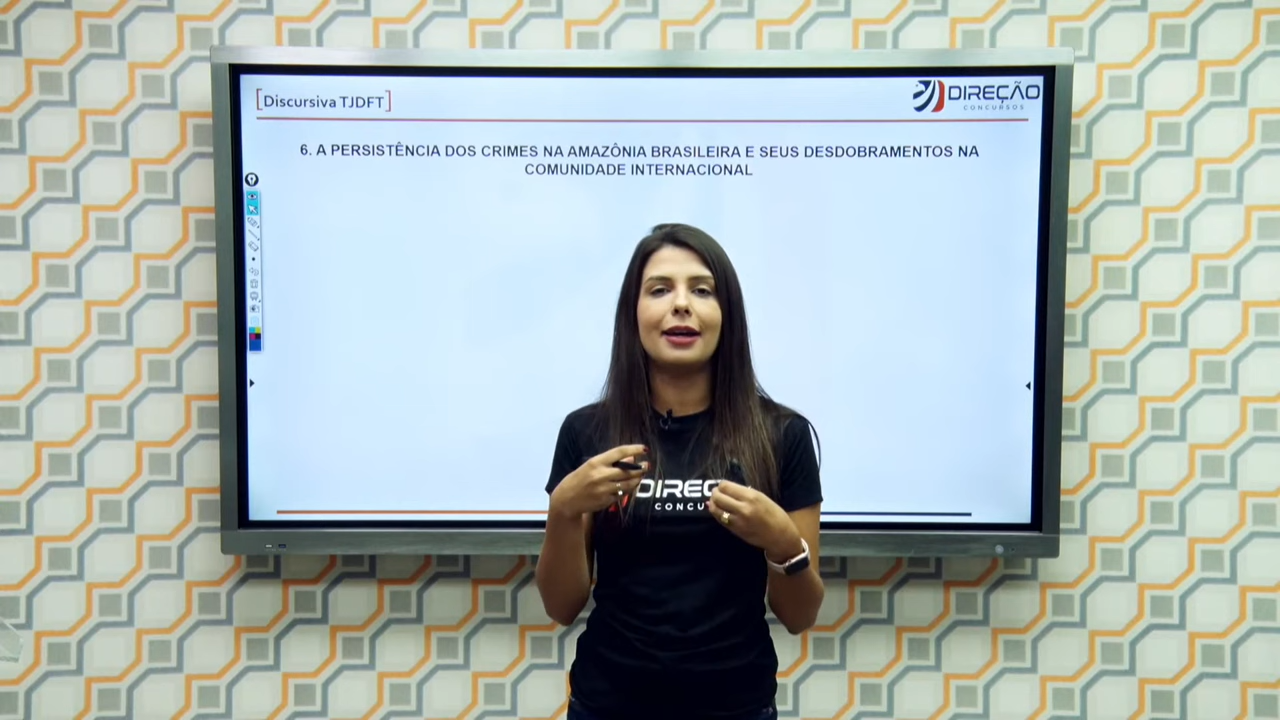 [Discursiva TJDFT]
DIREÇÃO
CONCURSOS
6. A PERSISTÊNCIA DOS CRIMES NA AMAZÔNIA BRASILEIRA E SEUS DESDOBRAMENTOS NA
COMUNIDADE INTERNACIONAL